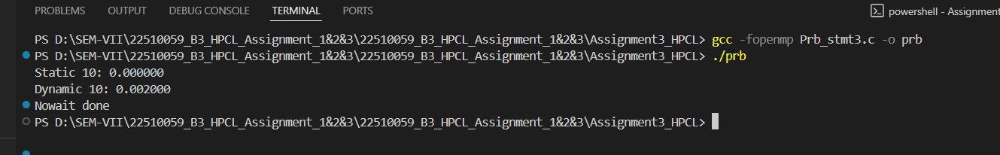 PROBLEMS OUTPUT DEBUG CONSOLE TERMINAL PORTS powershell - Assignment
PS D:\SEM-VII\22510059_B3_HPCL_Assignment_1&2&3\22510059_B3_HPCL_Assignment_1&2&3\Assignment3_HPCL> gcc -fopenmp Prb_stmt3.c -o prb
PS D:\SEM-VII\22510059_B3_HPCL_Assignment_1&2&3\22510059_B3_HPCL_Assignment_1&2&3\Assignment3_HPCL> ./prb
Static 10: 0.000000
Dynamic 10: 0.002000
Nowait done
PS D:\SEM-VII\22510059_B3_HPCL_Assignment_1&2&3\22510059_B3_HPCL_Assignment_1&2&3\Assignment3_HPCL>